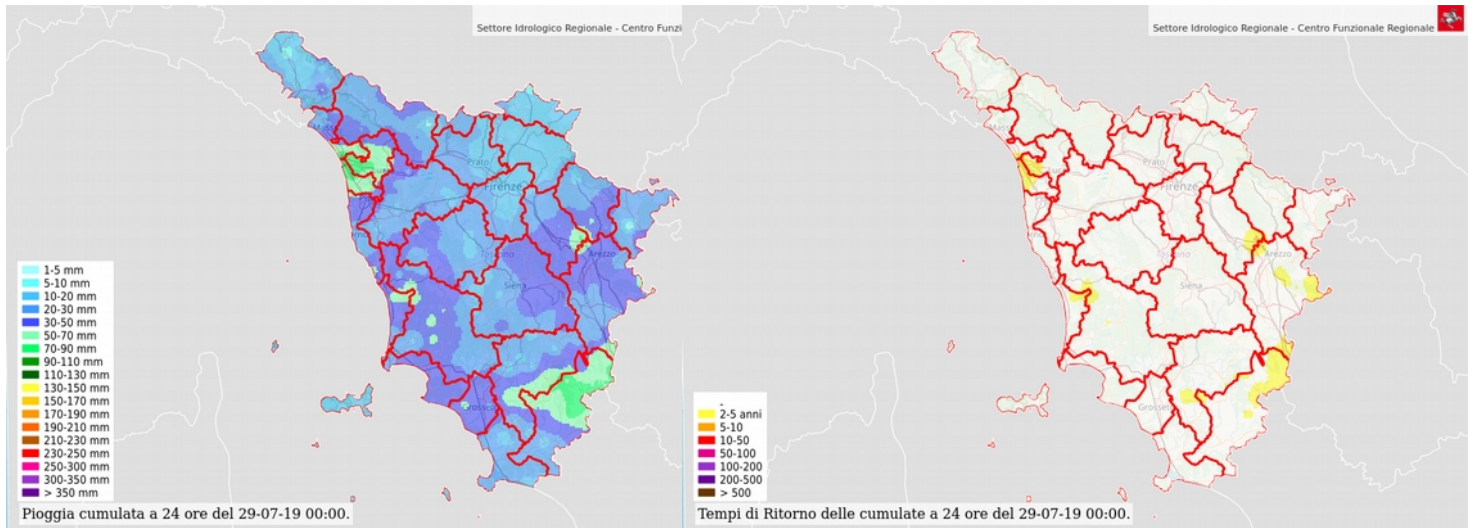 Settore Idrologico Regionale - Centro Funzi
Prato
Firenze
Arezzo
Siena
Grosseto
1-5 mm
5-10 mm
10-20 mm
20-30 mm
30-50 mm
50-70 mm
70-90 mm
90-110 mm
110-130 mm
130-150 mm
150-170 mm
170-190 mm
190-210 mm
210-230 mm
230-250 mm
250-300 mm
300-350 mm
> 350 mm
Pioggia cumulata a 24 ore del 29-07-19 00:00.
Settore Idrologico Regionale - Centro Funzionale Regionale
Prato
Firenze
Arezzo
Siena
-
2-5 anni
5-10
10-50
50-100
100-200
200-500
> 500
Tempi di Ritorno delle cumulate a 24 ore del 29-07-19 00:00.